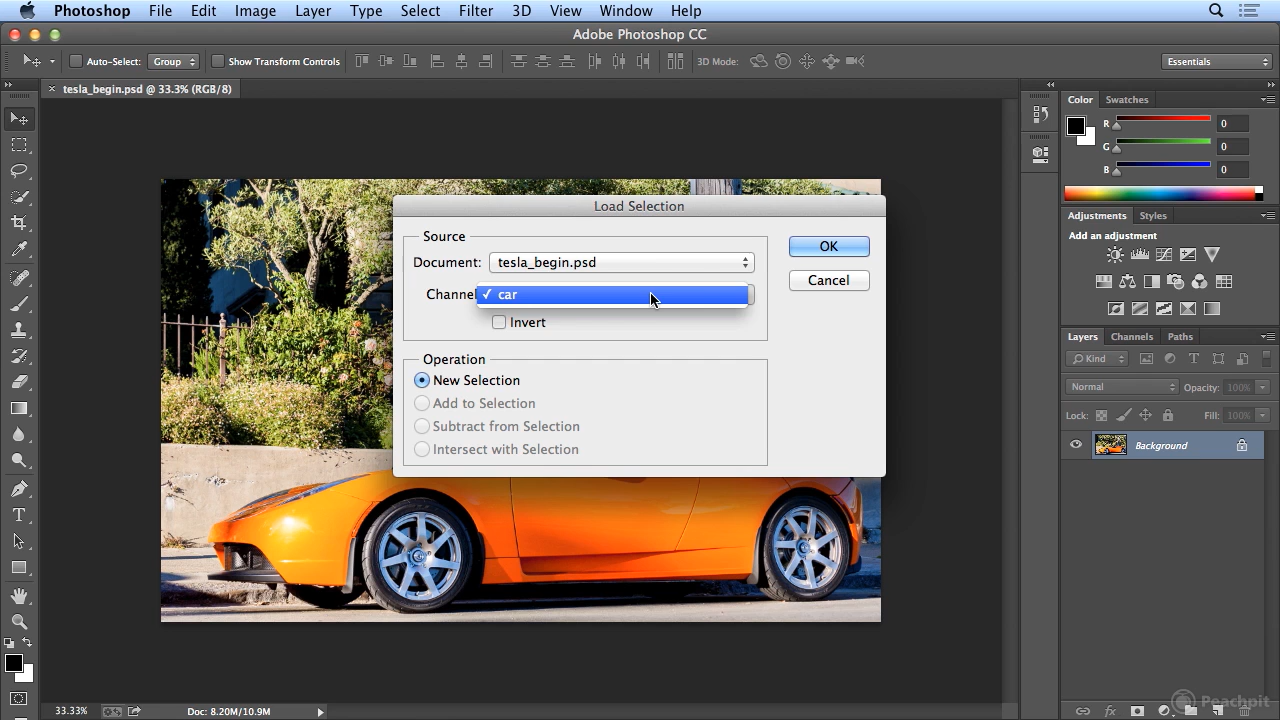 Photoshop File Edit Image Layer Type Select Filter 3D View Window Help
Adobe Photoshop CC
Auto-Select: Group Show Transform Controls 3D Mode: Essentials
× tesla_begin.psd @ 33.3% (RGB/8)
Color Swatches
R 0
G 0
B 0
Load Selection
Source
Document: tesla_begin.psd
Channel ✓ car
Invert
OK
Cancel
Operation
New Selection
Add to Selection
Subtract from Selection
Intersect with Selection
Adjustments Styles
Add an adjustment
Layers Channels Paths
Kind
Normal Opacity: 100%
Lock: Fill: 100%
Background
33.33% Doc: 8.20M/10.9M
Peachpit